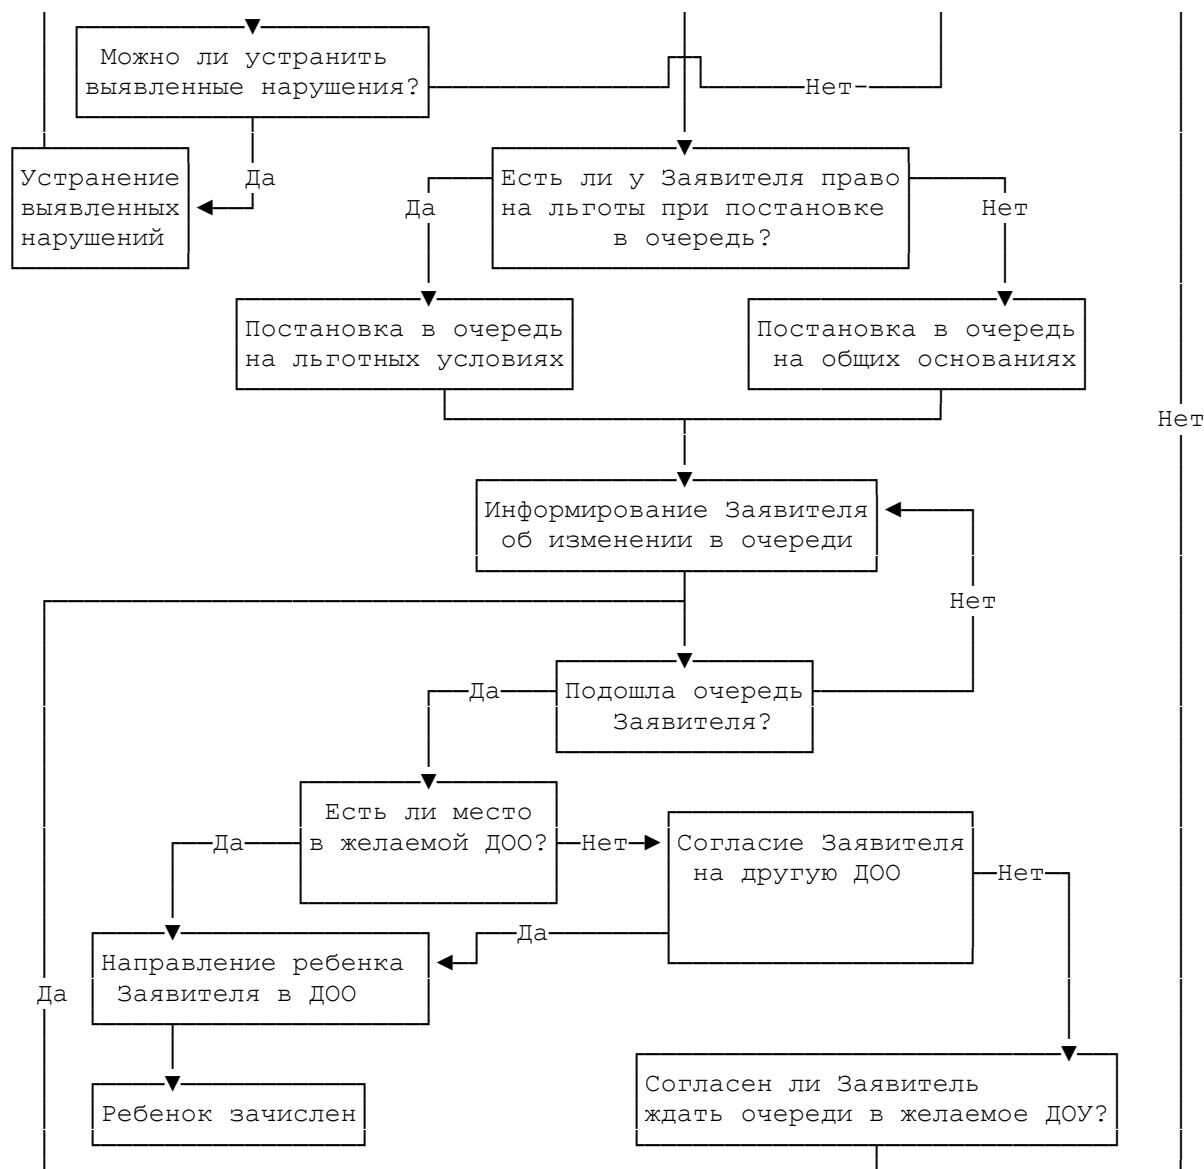 Можно ли устранить
выявленные нарушения?
Нет-
Устранение
выявленных
нарушений
Да
Есть ли у Заявителя право
на льготы при постановке
в очередь?
Да
Нет
Постановка в очередь
на льготных условиях
Постановка в очередь
на общих основаниях
Нет
Информирование Заявителя
об изменении в очереди
Нет
Да
Подошла очередь
Заявителя?
Есть ли место
в желаемой ДОО?
Да
Нет
Согласие Заявителя
на другую ДОО
Нет
Да
Направление ребенка
Заявителя в ДОО
Да
Ребенок зачислен
Согласен ли Заявитель
ждать очереди в желаемое ДОУ?